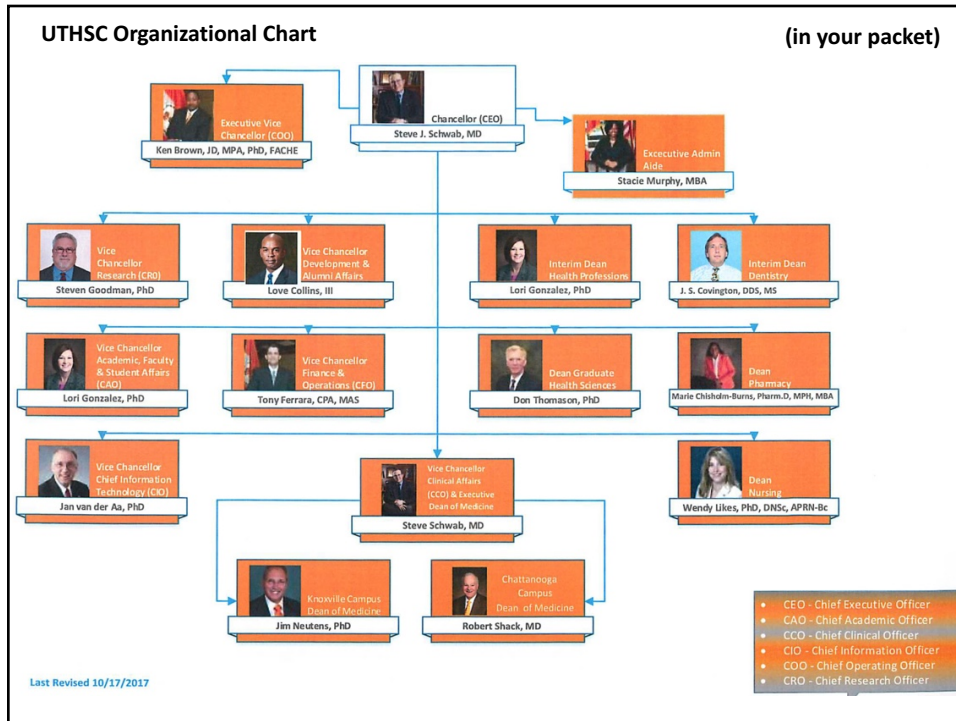 UTHSC Organizational Chart
(in your packet)
Chancellor (CEO)
Steve J. Schwab, MD
Executive Vice
Chancellor (COO)
Ken Brown, JD, MPA, PhD, FACHE
Excecutive Admin
Aide
Stacie Murphy, MBA
Vice
Chancellor
Research (CRO)
Steven Goodman, PhD
Vice Chancellor
Development &
Alumni Affairs
Love Collins, III
Interim Dean
Health Professions
Lori Gonzalez, PhD
Interim Dean
Dentistry
J. S. Covington, DDS, MS
Vice Chancellor
Academic, Faculty
& Student Affairs
(CAO)
Lori Gonzalez, PhD
Vice Chancellor
Finance &
Operations (CFO)
Tony Ferrara, CPA, MAS
Dean Graduate
Health Sciences
Don Thomason, PhD
Dean
Pharmacy
Marie Chisholm-Burns, Pharm.D, MPH, MBA
Vice Chancellor
Chief Information
Technology (CIO)
Jan van der Aa, PhD
Vice Chancellor
Clinical Affairs
(CCO) & Executive
Dean of Medicine
Steve Schwab, MD
Dean
Nursing
Wendy Likes, PhD, DNSc, APRN-Bc
Knoxville Campus
Dean of Medicine
Jim Neutens, PhD
Chattanooga
Campus
Dean of Medicine
Robert Shack, MD
• CEO - Chief Executive Officer
• CAO - Chief Academic Officer
• CCO - Chief Clinical Officer
• CIO - Chief Information Officer
• COO - Chief Operating Officer
• CRO - Chief Research Officer
Last Revised 10/17/2017